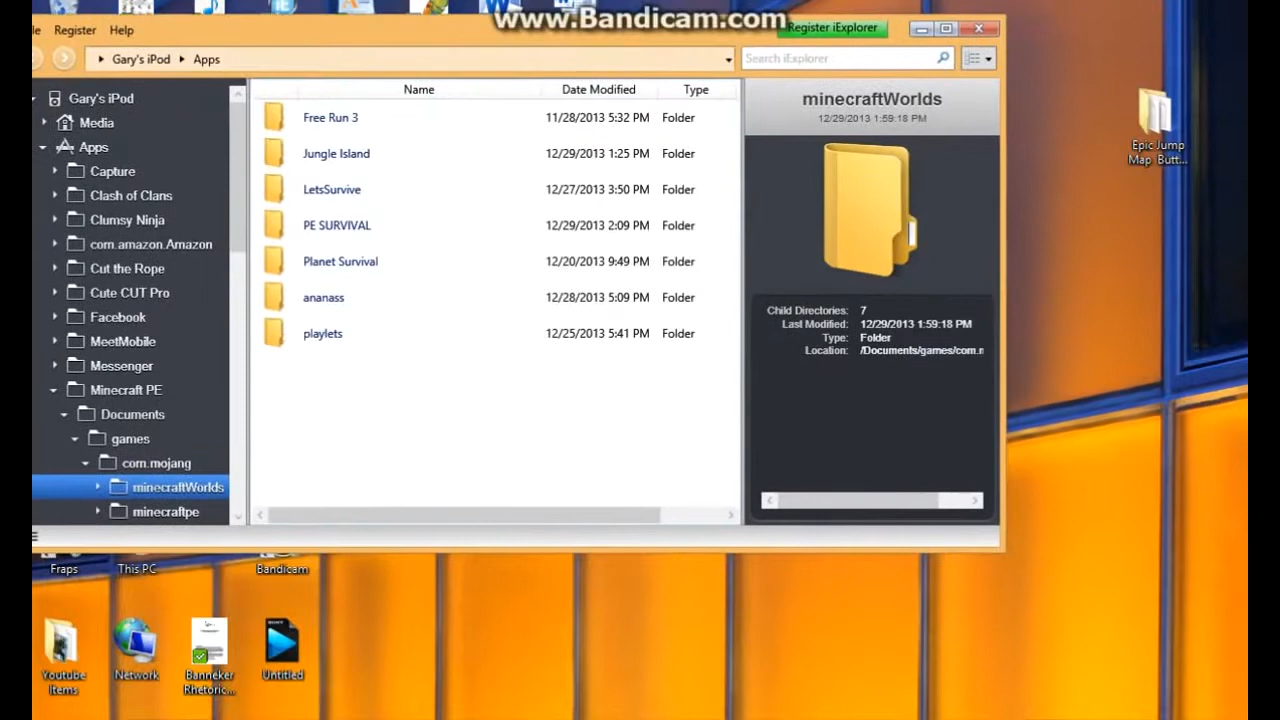 www.Bandicam.com
Register
Help
Register iExplorer
Gary's iPod
Apps
Search iExplorer
Gary's iPod
Media
Apps
Capture
Clash of Clans
Clumsy Ninja
com.amazon.Amazon
Cut the Rope
Cute CUT Pro
Facebook
MeetMobile
Messenger
Minecraft PE
Documents
games
com.mojang
minecraftWorlds
minecraftpe
Name Date Modified Type
Free Run 3 11/28/2013 5:32 PM Folder
Jungle Island 12/29/2013 1:25 PM Folder
LetsSurvive 12/27/2013 3:50 PM Folder
PE SURVIVAL 12/29/2013 2:09 PM Folder
Planet Survival 12/20/2013 9:49 PM Folder
ananass 12/28/2013 5:09 PM Folder
playlets 12/25/2013 5:41 PM Folder
minecraftWorlds
12/29/2013 1:59:18 PM
Child Directories: 7
Last Modified: 12/29/2013 1:59:18 PM
Type: Folder
Location: /Documents/games/com.n
Epic Jump
Map Butt...
Fraps
This PC
Bandicam
Youtube
Items
Network
Banneker
Rhetoric...
SONY
Untitled